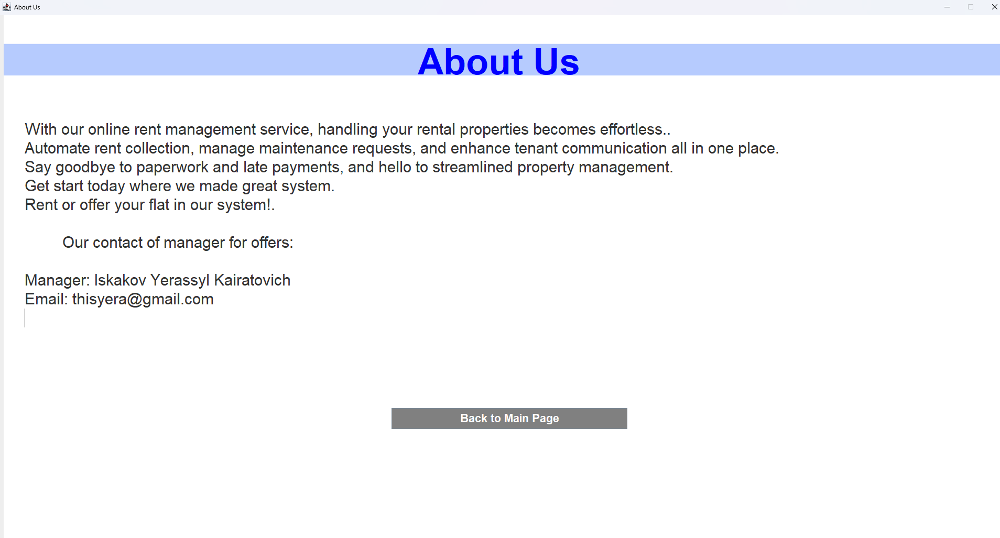 About Us
About Us
With our online rent management service, handling your rental properties becomes effortless..
Automate rent collection, manage maintenance requests, and enhance tenant communication all in one place.
Say goodbye to paperwork and late payments, and hello to streamlined property management.
Get start today where we made great system.
Rent or offer your flat in our system!.
Our contact of manager for offers:
Manager: Iskakov Yerassyl Kairatovich
Email: thisyera@gmail.com
Back to Main Page